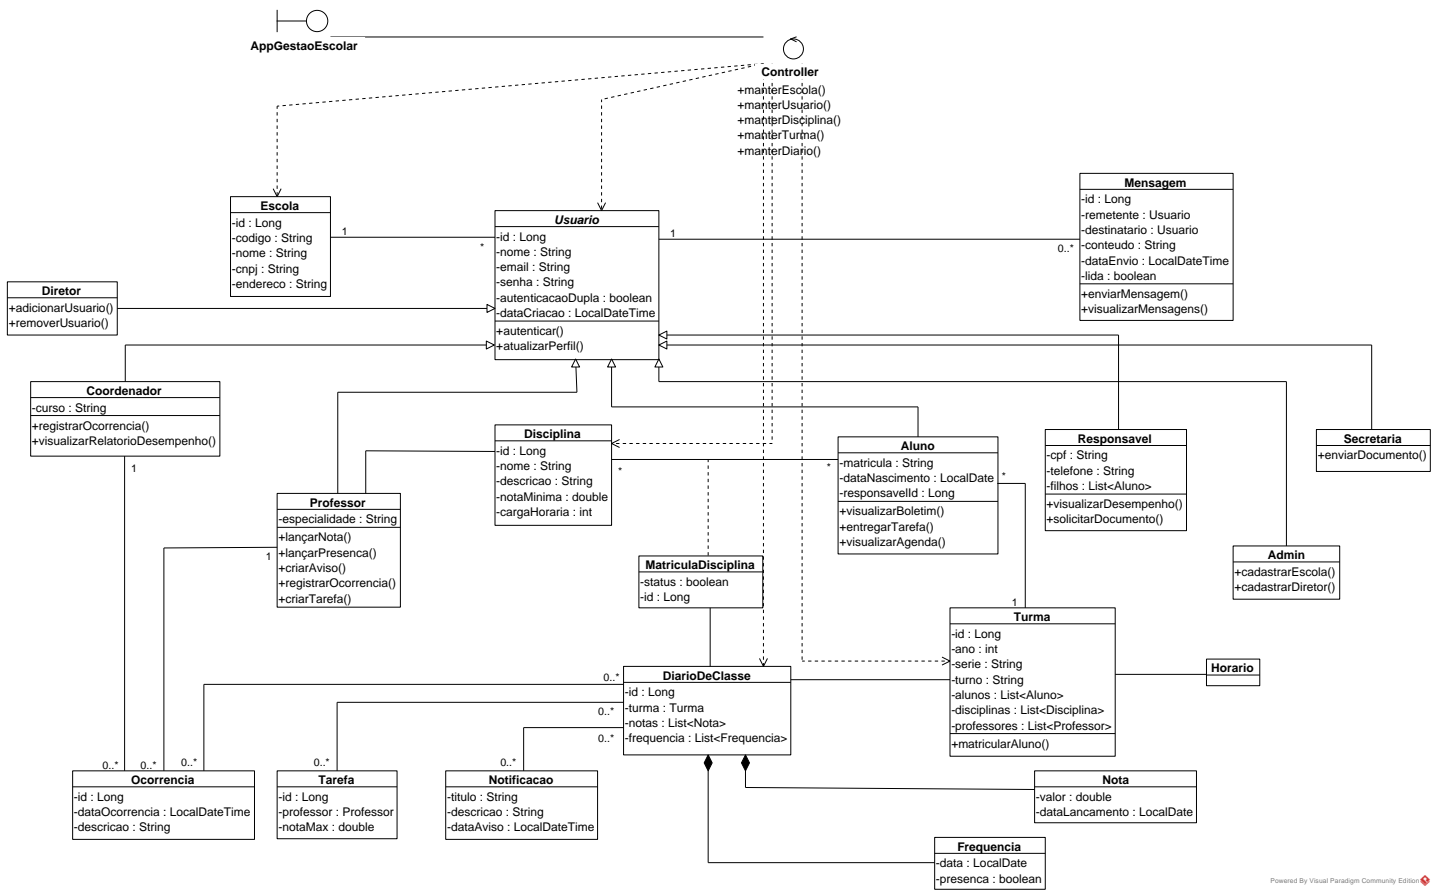 AppGestaoEscolar
Controller
+manterEscola()
+manterUsuario()
+manterDisciplina()
+manterTurma()
+manterDiario()
Escola
-id : Long
-codigo : String
-nome : String
-cnpj : String
-endereco : String
1
*
Usuario
-id : Long
-nome : String
-email : String
-senha : String
-autenticacaoDupla : boolean
-dataCriacao : LocalDateTime
+autenticar()
+atualizarPerfil()
1
0..*
Mensagem
-id : Long
-remetente : Usuario
-destinatario : Usuario
-conteudo : String
-dataEnvio : LocalDateTime
-lida : boolean
+enviarMensagem()
+visualizarMensagens()
Diretor
+adicionarUsuario()
+removerUsuario()
Coordenador
-curso : String
+registrarOcorrencia()
+visualizarRelatorioDesempenho()
1
Professor
-especialidade : String
+lançarNota()
+lançarPresenca()
+criarAviso()
+registrarOcorrencia()
+criarTarefa()
1
Disciplina
-id : Long
-nome : String
-descricao : String
-notaMinima : double
-cargaHoraria : int
*
*
Aluno
-matricula : String
-dataNascimento : LocalDate
-responsavelId : Long
+visualizarBoletim()
+entregarTarefa()
+visualizarAgenda()
*
1
Responsavel
-cpf : String
-telefone : String
-filhos : List<Aluno>
+visualizarDesempenho()
+solicitarDocumento()
Secretaria
+enviarDocumento()
Admin
+cadastrarEscola()
+cadastrarDiretor()
MatriculaDisciplina
-status : boolean
-id : Long
Turma
-id : Long
-ano : int
-serie : String
-turno : String
-alunos : List<Aluno>
-disciplinas : List<Disciplina>
-professores : List<Professor>
+matricularAluno()
Horario
DiarioDeClasse
-id : Long
-turma : Turma
-notas : List<Nota>
-frequencia : List<Frequencia>
0..*
0..*
0..*
0..*
0..*
0..*
0..*
0..*
Ocorrencia
-id : Long
-dataOcorrencia : LocalDateTime
-descricao : String
Tarefa
-id : Long
-professor : Professor
-notaMax : double
Notificacao
-titulo : String
-descricao : String
-dataAviso : LocalDateTime
Nota
-valor : double
-dataLancamento : LocalDate
Frequencia
-data : LocalDate
-presenca : boolean
Powered By Visual Paradigm Community Edition